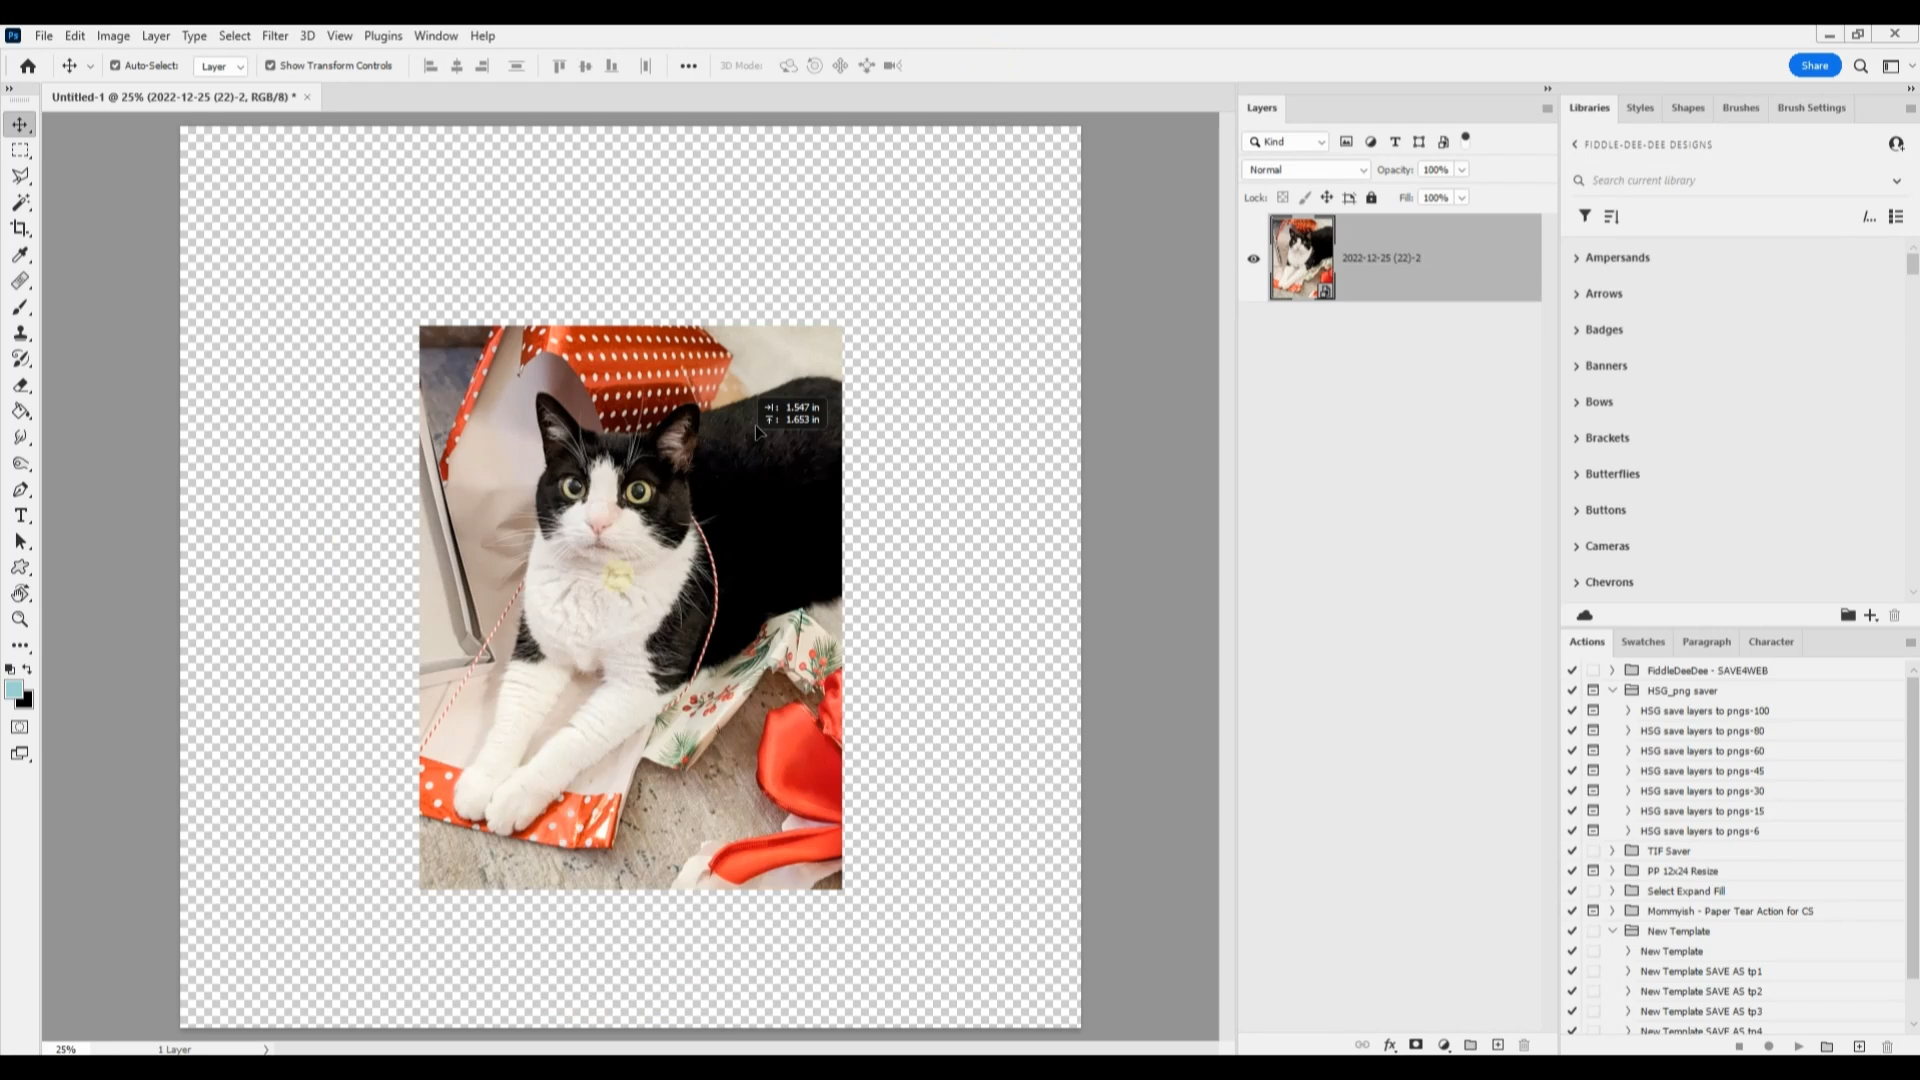 Ps File Edit Image Layer Type Select Filter 3D View Plugins Window Help
Auto-Select: Layer Show Transform Controls 3D Mode: Share
Untitled-1 @ 25% (2022-12-25 (22)-2, RGB/8) *
Layers
Kind
Normal Opacity: 100%
Lock: Fill: 100%
2022-12-25 (22)-2
1.547 in
1.653 in
25% 1 Layer
fx
Libraries Styles Shapes Brushes Brush Settings
FIDDLE-DEE-DEE DESIGNS
Search current library
/...
Ampersands
Arrows
Badges
Banners
Bows
Brackets
Butterflies
Buttons
Cameras
Chevrons
Actions Swatches Paragraph Character
FiddleDeeDee - SAVE4WEB
HSG_png saver
HSG save layers to pngs-100
HSG save layers to pngs-80
HSG save layers to pngs-60
HSG save layers to pngs-45
HSG save layers to pngs-30
HSG save layers to pngs-15
HSG save layers to pngs-6
TIF Saver
PP 12x24 Resize
Select Expand Fill
Mommyish - Paper Tear Action for CS
New Template
New Template
New Template SAVE AS tp1
New Template SAVE AS tp2
New Template SAVE AS tp3
New Template SAVE AS tp4